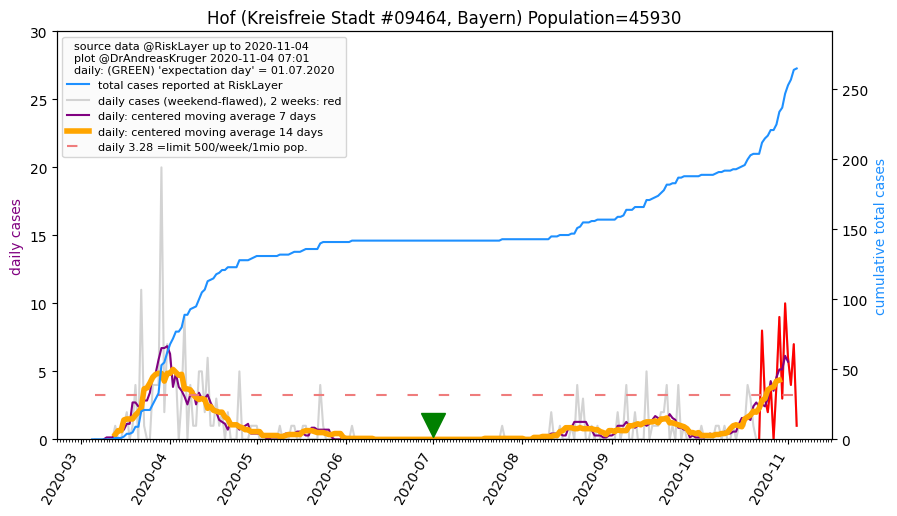 Hof (Kreisfreie Stadt #09464, Bayern) Population=45930
source data @RiskLayer up to 2020-11-04
plot @DrAndreasKruger 2020-11-04 07:01
daily: (GREEN) 'expectation day' = 01.07.2020
total cases reported at RiskLayer
daily cases (weekend-flawed), 2 weeks: red
daily: centered moving average 7 days
daily: centered moving average 14 days
daily 3.28 =limit 500/week/1mio pop.
daily cases
30
25
20
15
10
5
0
cumulative total cases
250
200
150
100
50
0
2020-03
2020-04
2020-05
2020-06
2020-07
2020-08
2020-09
2020-10
2020-11